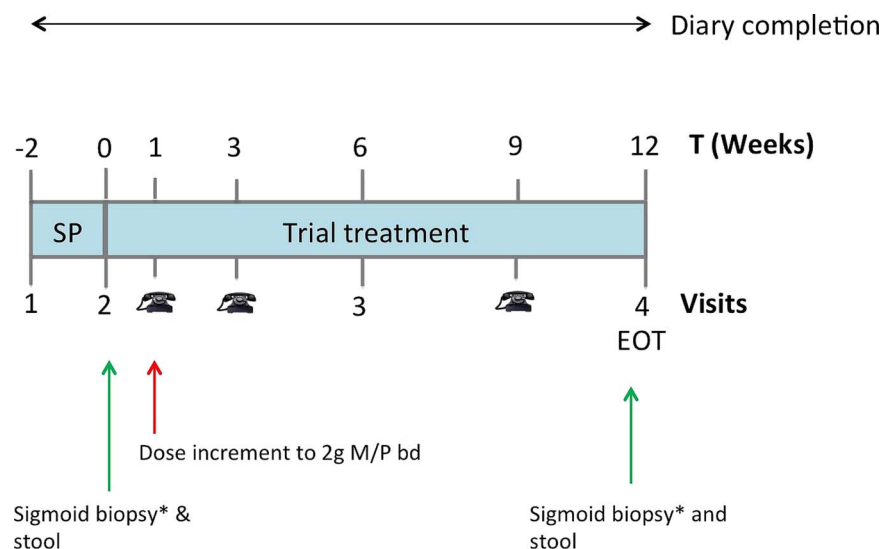 Diary completion
-2 0 1 3 6 9 12 T (Weeks)
SP Trial treatment
1 2 3 4 Visits
EOT
Dose increment to 2g M/P bd
Sigmoid biopsy* &
stool
Sigmoid biopsy* and
stool